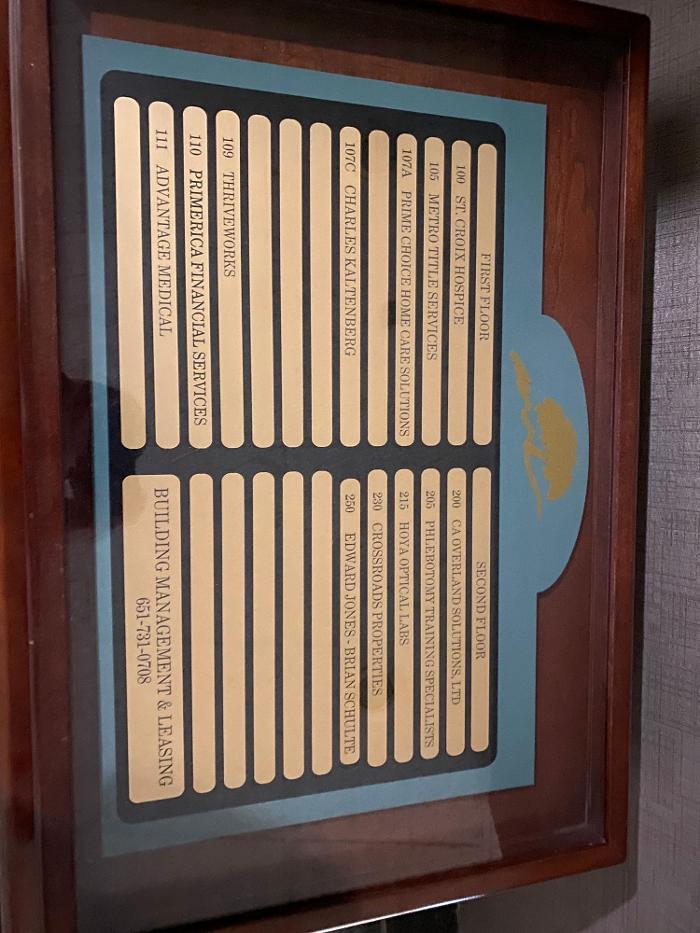 FIRST FLOOR
100 ST. CROIX HOSPICE
105 METRO TITLE SERVICES
107A PRIME CHOICE HOME CARE SOLUTIONS
107C CHARLES KALTENBERG
109 THRIVEWORKS
110 PRIMERICA FINANCIAL SERVICES
111 ADVANTAGE MEDICAL
SECOND FLOOR
200 CA OVERLAND SOLUTIONS, LTD
205 PHLEBOTOMY TRAINING SPECIALISTS
215 HOYA OPTICAL LABS
230 CROSSROADS PROPERTIES
250 EDWARD JONES - BRIAN SCHULTE
BUILDING MANAGEMENT & LEASING
651-731-0708